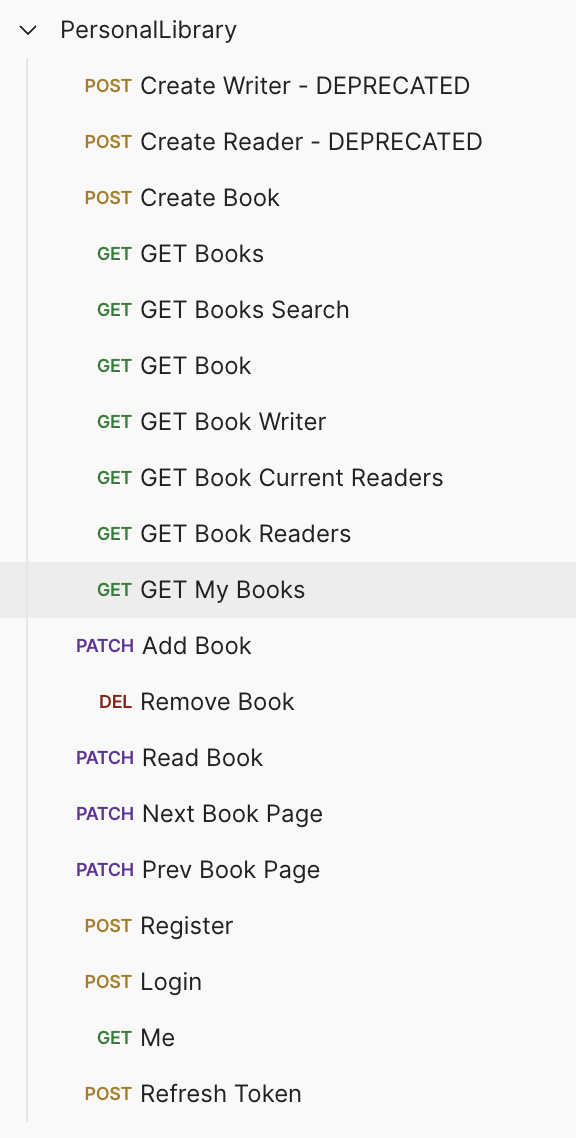 PersonalLibrary
POST Create Writer - DEPRECATED
POST Create Reader - DEPRECATED
POST Create Book
GET GET Books
GET GET Books Search
GET GET Book
GET GET Book Writer
GET GET Book Current Readers
GET GET Book Readers
GET GET My Books
PATCH Add Book
DEL Remove Book
PATCH Read Book
PATCH Next Book Page
PATCH Prev Book Page
POST Register
POST Login
GET Me
POST Refresh Token